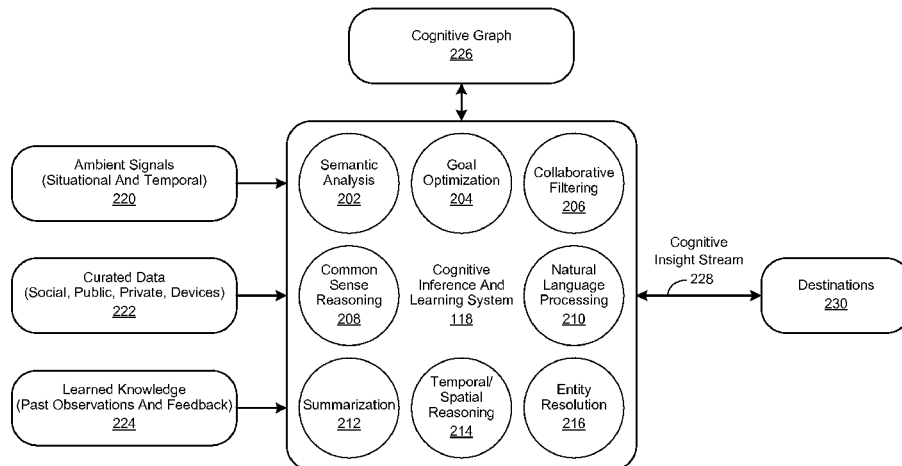 Cognitive Graph
226
Ambient Signals
(Situational And Temporal)
220
Curated Data
(Social, Public, Private, Devices)
222
Learned Knowledge
(Past Observations And Feedback)
224
Semantic
Analysis
202
Goal
Optimization
204
Collaborative
Filtering
206
Common
Sense
Reasoning
208
Cognitive
Inference And
Learning System
118
Natural
Language
Processing
210
Summarization
212
Temporal/
Spatial
Reasoning
214
Entity
Resolution
216
Cognitive
Insight Stream
228
Destinations
230